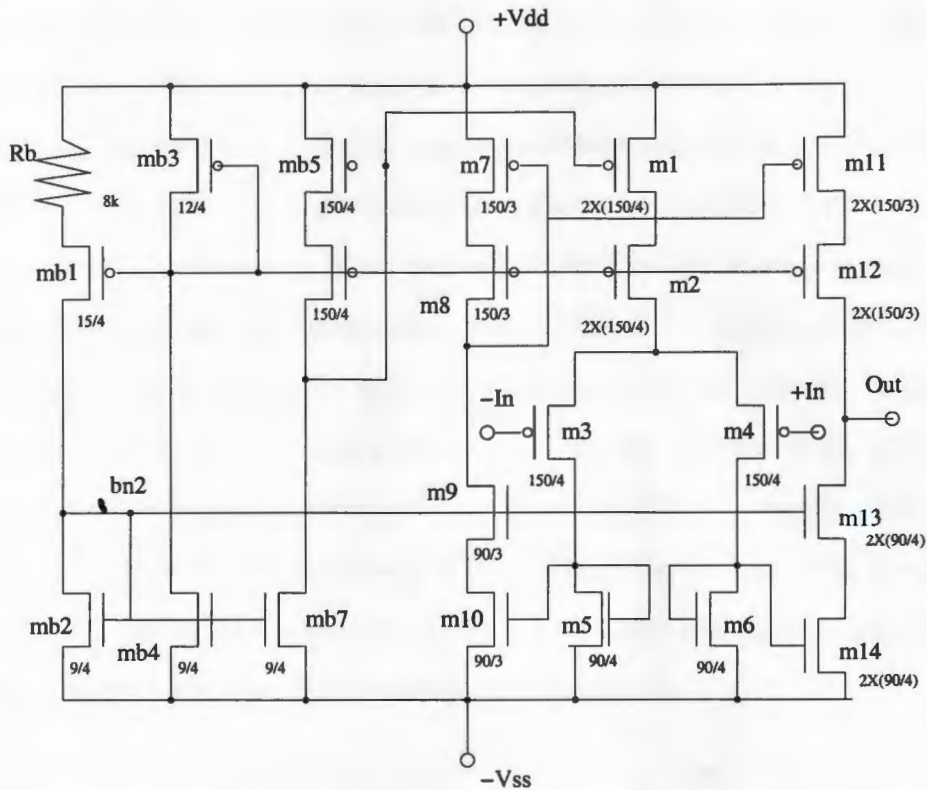 +Vdd
Rb
mb3
mb5
m7
m1
m11
8k
12/4
150/4
150/3
2X(150/4)
2X(150/3)
mb1
m8
m2
m12
15/4
150/4
150/3
2X(150/4)
2X(150/3)
−In
+In
Out
m3
m4
150/4
150/4
bn2
m9
m13
90/3
2X(90/4)
mb2
mb4
mb7
m10
m5
m6
m14
9/4
9/4
9/4
90/3
90/4
90/4
2X(90/4)
−Vss